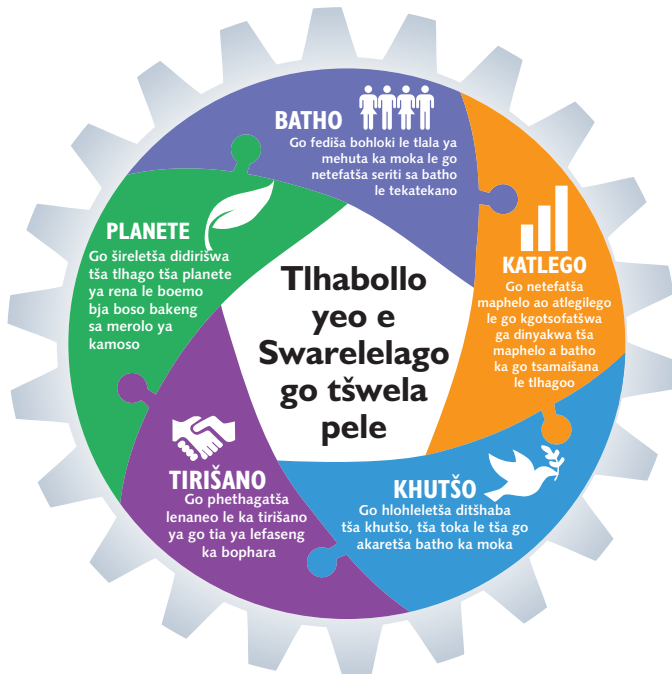 BATHO
Go fediša bohloki le tlala ya
mehuta ka moka le go
netefatša seriti sa batho
le tekatekano
KATLEGO
Go netefatša
maphelo ao atlegilego
le go kgotsofatšwa
ga dinyakwa tša
maphelo a batho
ka go tsamaišana
le tlhagoo
KHUTŠO
Go hlohleletša ditšhaba
tša khutšo, tša toka le tša go
akaretša batho ka moka
TIRIŠANO
Go phethagatša
lenaneo le ka tirišano
ya go tia ya lefaseng
ka bophara
PLANETE
Go šireletša didirišwa
tša tlhago tša planete
ya rena le boemo
bja boso bakeng
sa merolo ya
kamoso
Tlhabollo
yeo e
Swarelelago
go tšwela
pele